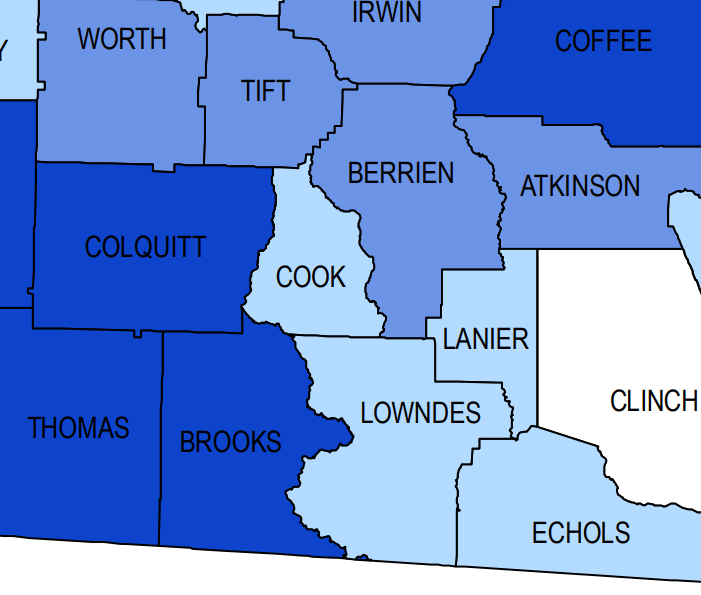 IRWIN
WORTH
COFFEE
Y
TIFT
BERRIEN
ATKINSON
COLQUITT
COOK
LANIER
CLINCH
LOWNDES
THOMAS
BROOKS
ECHOLS